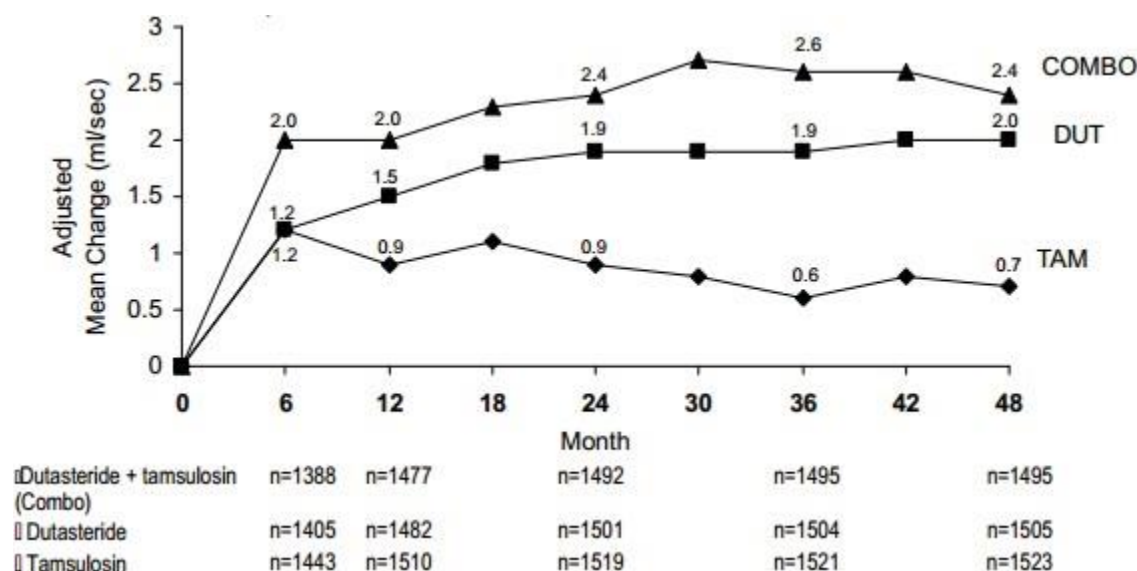 3
2.5
2
1.5
1
0.5
0
Adjusted
Mean Change (ml/sec)
2.0 2.0 2.4 2.6 2.4
COMBO
1.2 1.5 1.9 1.9 2.0
DUT
1.2 0.9 0.9 0.6 0.7
TAM
0 6 12 18 24 30 36 42 48
Month
▯Dutasteride + tamsulosin n=1388 n=1477 n=1492 n=1495 n=1495
(Combo)
▯ Dutasteride n=1405 n=1482 n=1501 n=1504 n=1505
▯ Tamsulosin n=1443 n=1510 n=1519 n=1521 n=1523